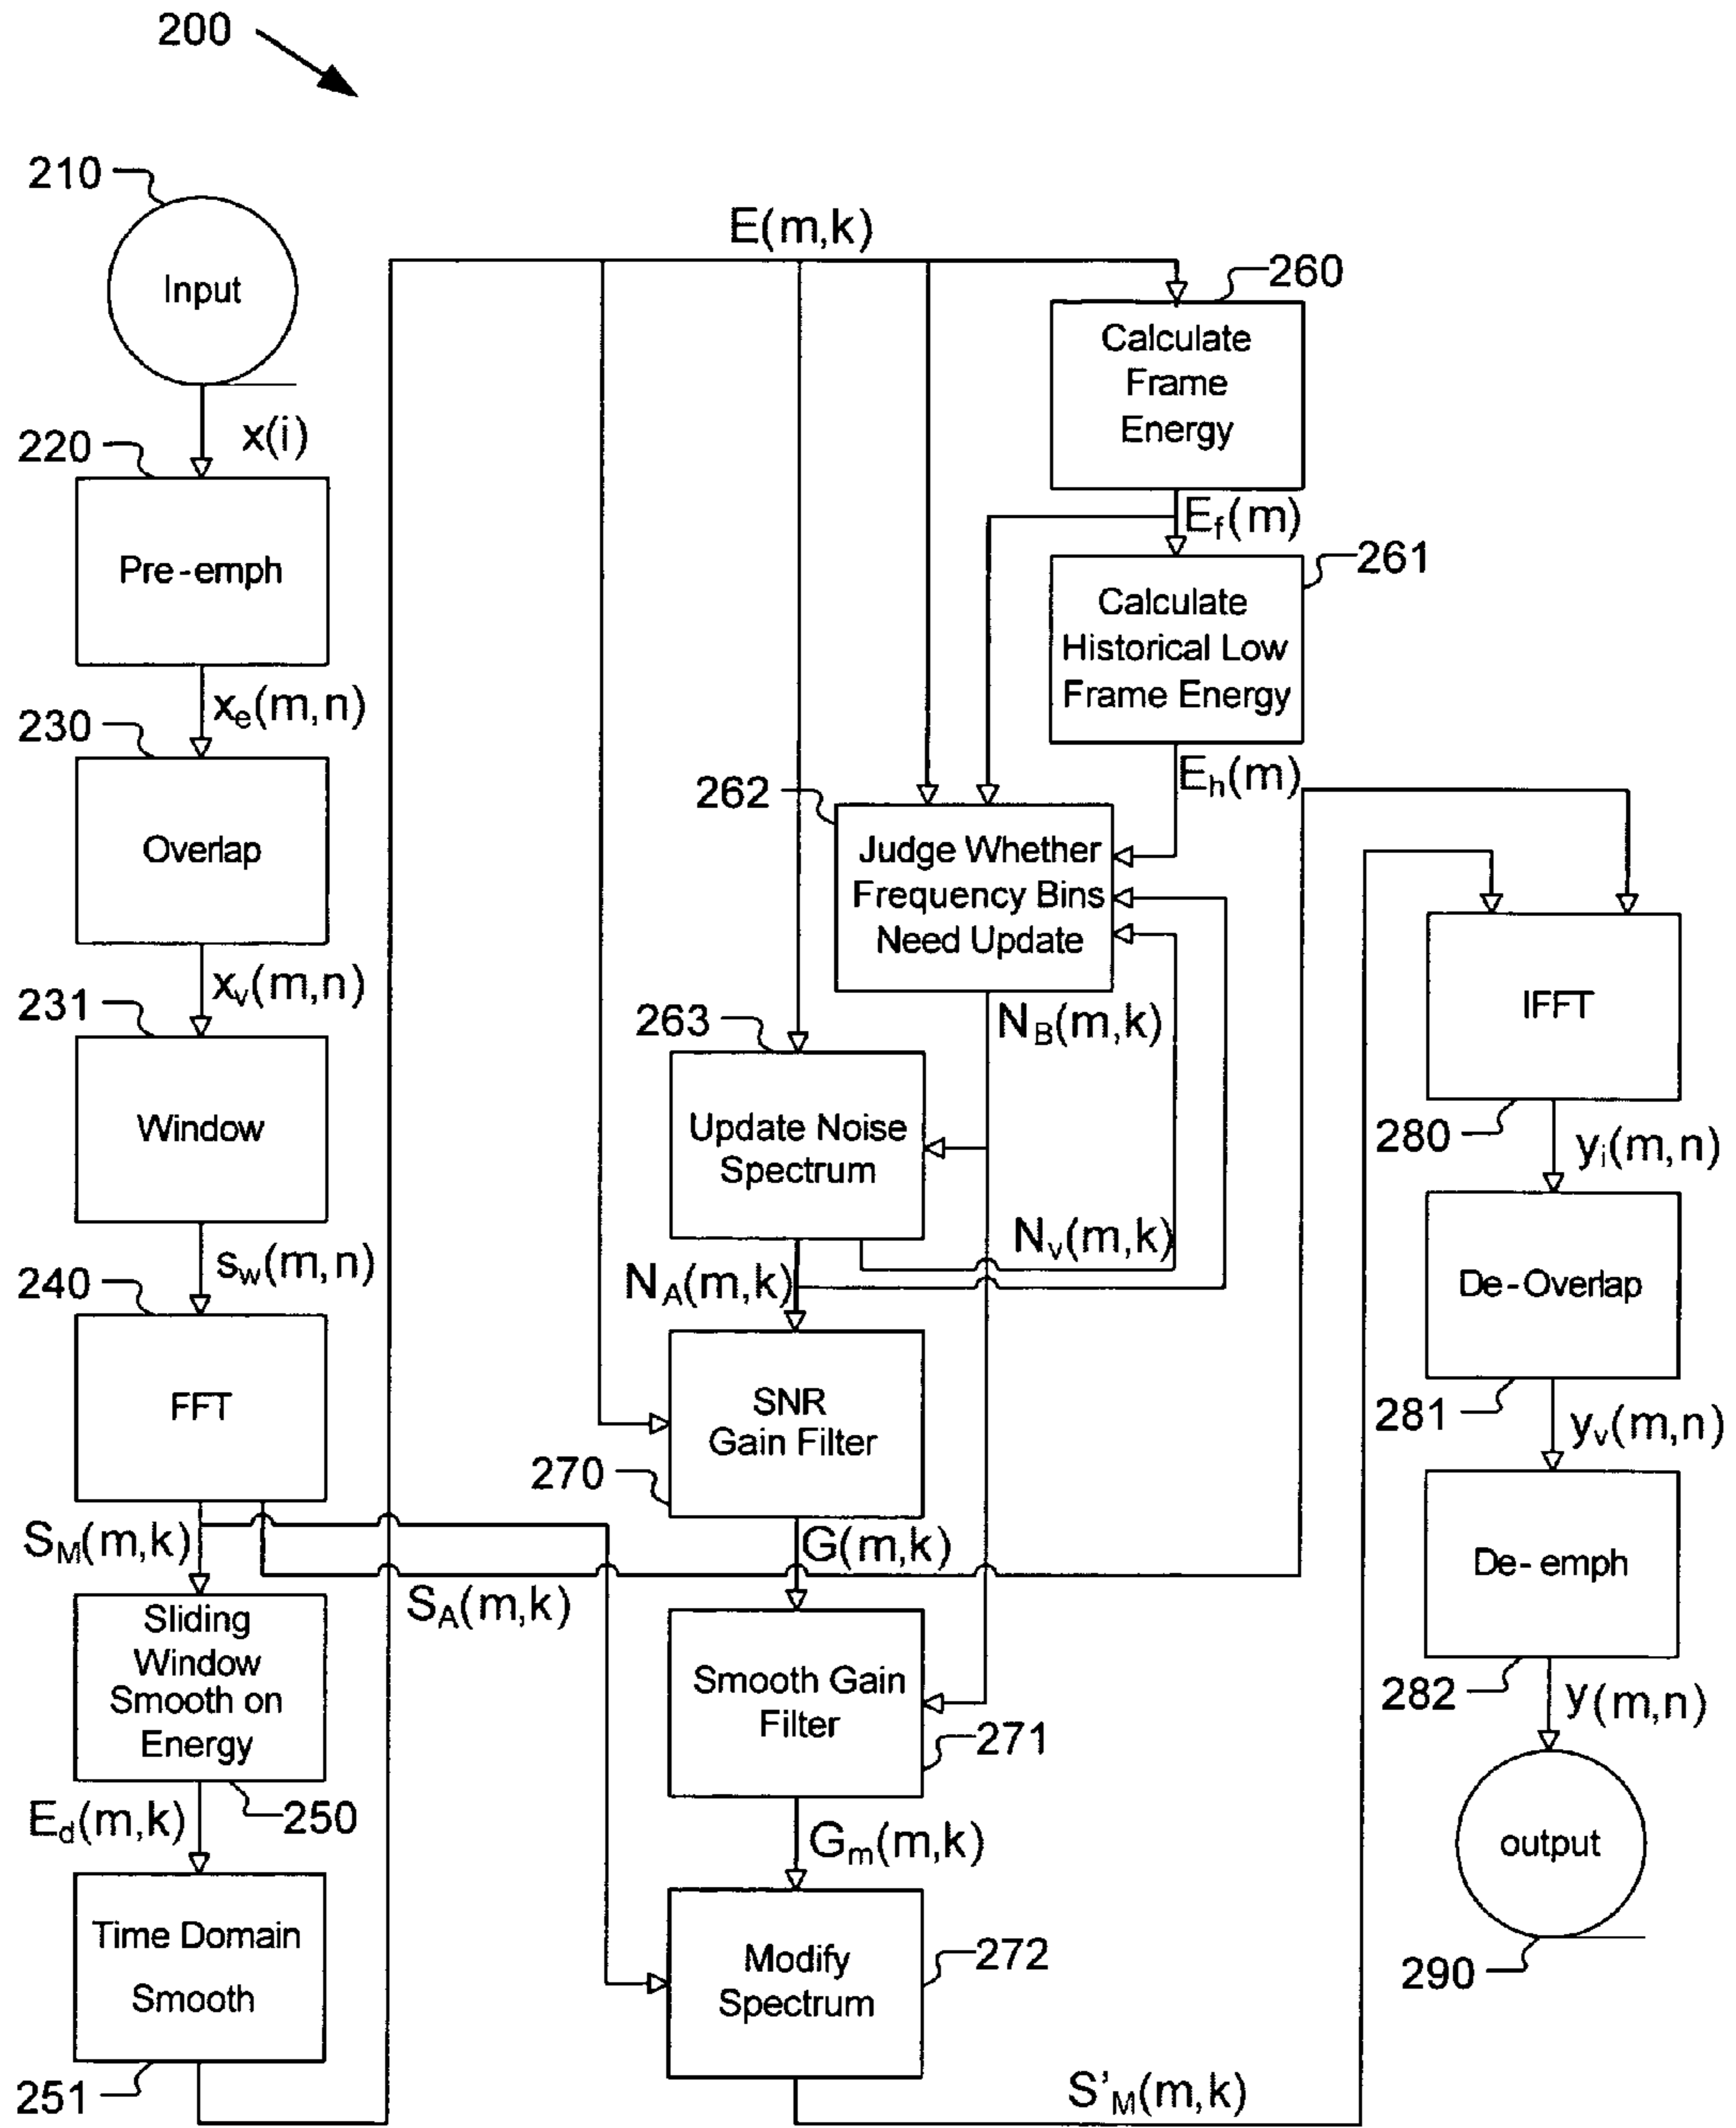 200
210
Input
x(i)
220
Pre-emph
xₑ(m,n)
230
Overlap
xᵥ(m,n)
231
Window
s_w(m,n)
240
FFT
S_M(m,k)
S_A(m,k)
Sliding
Window
Smooth on
Energy
250
E_d(m,k)
Time Domain
Smooth
251
E(m,k)
260
Calculate
Frame
Energy
E_f(m)
261
Calculate
Historical Low
Frame Energy
E_h(m)
262
Judge Whether
Frequency Bins
Need Update
N_B(m,k)
263
Update Noise
Spectrum
N_v(m,k)
N_A(m,k)
SNR
Gain Filter
270
G(m,k)
Smooth Gain
Filter
271
G_m(m,k)
Modify
Spectrum
272
S'_M(m,k)
IFFT
280
y_i(m,n)
De-Overlap
281
y_v(m,n)
De-emph
282
y(m,n)
output
290